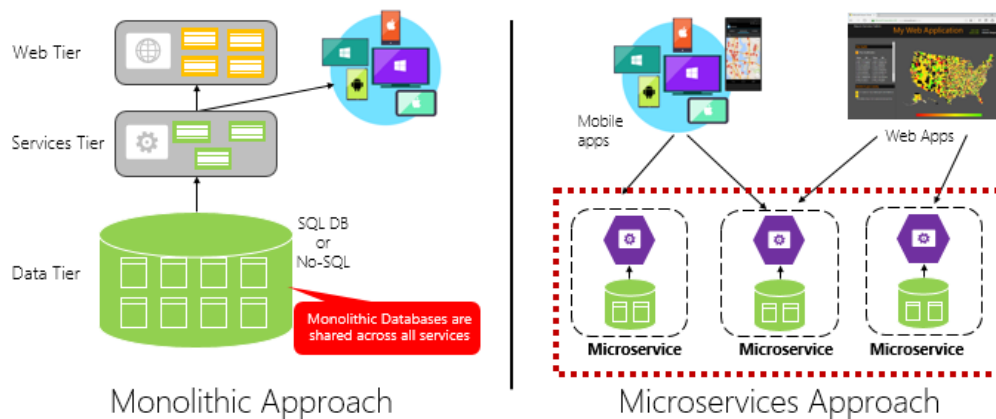 Web Tier
Services Tier
SQL DB
or
No-SQL
Data Tier
Monolithic Databases are
shared across all services
Monolithic Approach
My Web Application
Mobile
apps
Web Apps
Microservice
Microservice
Microservice
Microservices Approach